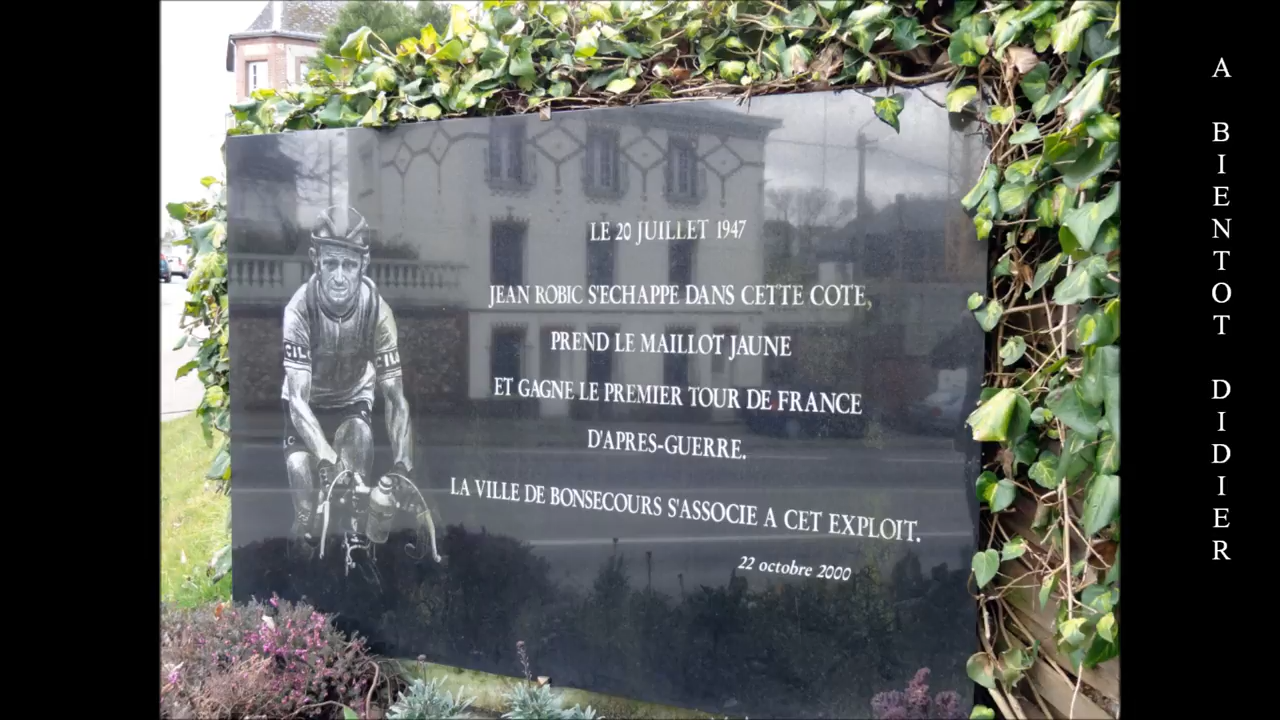 LE 20 JUILLET 1947
JEAN ROBIC S'ECHAPPE DANS CETTE COTE,
PREND LE MAILLOT JAUNE
ET GAGNE LE PREMIER TOUR DE FRANCE
D'APRES-GUERRE.
LA VILLE DE BONSECOURS S'ASSOCIE A CET EXPLOIT.
22 octobre 2000
A BIENTOT DIDIER